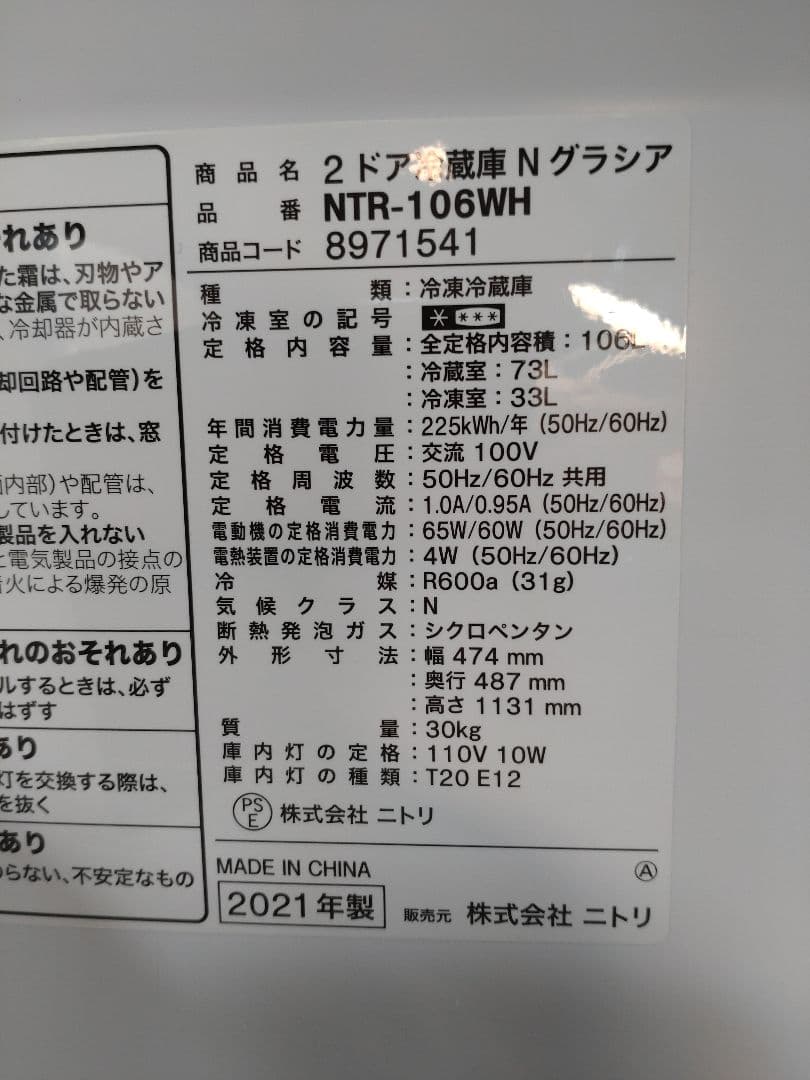 れあり
た霜は、刃物やア
な金属で取らない
、冷却器が内蔵さ
却回路や配管)を
付けたときは、窓
内部)や配管は、
しています。
製品を入れない
と電気製品の接点の
火による爆発の原
れのおそれあり
ルするときは、必ず
はずす
あり
灯を交換する際は、
を抜く
あり
らない、不安定なもの
商品名 2ドア冷蔵庫 N グラシア
品番 NTR-106WH
商品コード 8971541
種類:冷凍冷蔵庫
冷凍室の記号 * ***
定格内容量:全定格内容積:106L
:冷蔵室:73L
:冷凍室:33L
年間消費電力量:225kWh/年 (50Hz/60Hz)
定格電圧:交流 100V
定格周波数:50Hz/60Hz 共用
定格電流:1.0A/0.95A (50Hz/60Hz)
電動機の定格消費電力:65W/60W (50Hz/60Hz)
電熱装置の定格消費電力:4W (50Hz/60Hz)
冷媒:R600a (31g)
気候クラス:N
断熱発泡ガス:シクロペンタン
外形寸法:幅 474 mm
:奥行 487 mm
:高さ 1131 mm
質量:30kg
庫内灯の定格:110V 10W
庫内灯の種類:T20 E12
PSE 株式会社 ニトリ
MADE IN CHINA A
2021年製 販売元 株式会社 ニトリ